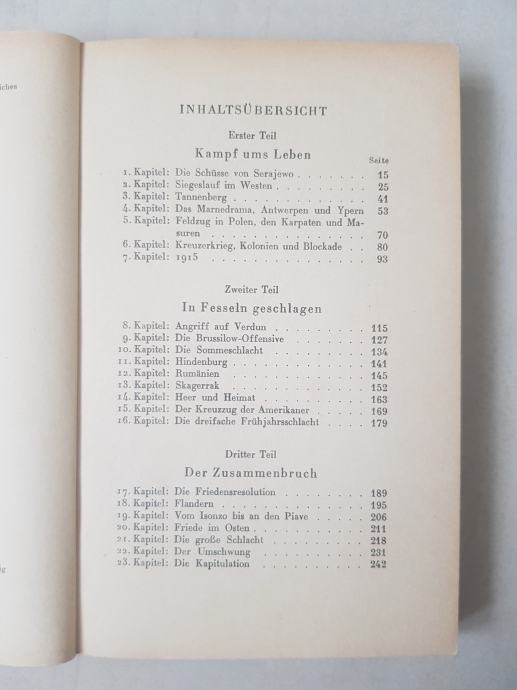 iches
INHALTSÜBERSICHT
Erster Teil
Kampf ums Leben
Seite
1. Kapitel: Die Schüsse von Serajewo . . . . . . . 15
2. Kapitel: Siegeslauf im Westen . . . . . . . . . 25
3. Kapitel: Tannenberg . . . . . . . . . . . . . 41
4. Kapitel: Das Marnedrama, Antwerpen und Ypern 53
5. Kapitel: Feldzug in Polen, den Karpaten und Ma-
suren . . . . . . . . . . . . . . . 70
6. Kapitel: Kreuzerkrieg, Kolonien und Blockade . . 80
7. Kapitel: 1915 . . . . . . . . . . . . . . . 93
Zweiter Teil
In Fesseln geschlagen
8. Kapitel: Angriff auf Verdun . . . . . . . . . 115
9. Kapitel: Die Brussilow-Offensive . . . . . . . . 127
10. Kapitel: Die Sommeschlacht . . . . . . . . . . 134
11. Kapitel: Hindenburg . . . . . . . . . . . . 141
12. Kapitel: Rumänien . . . . . . . . . . . . . 145
13. Kapitel: Skagerrak . . . . . . . . . . . . . 152
14. Kapitel: Heer und Heimat . . . . . . . . . . 163
15. Kapitel: Der Kreuzzug der Amerikaner . . . . . 169
16. Kapitel: Die dreifache Frühjahrsschlacht . . . . 179
Dritter Teil
Der Zusammenbruch
17. Kapitel: Die Friedensresolution . . . . . . . . 189
18. Kapitel: Flandern . . . . . . . . . . . . . 195
19. Kapitel: Vom Isonzo bis an den Piave . . . . . 206
20. Kapitel: Friede im Osten . . . . . . . . . . . 211
21. Kapitel: Die große Schlacht . . . . . . . . . . 218
22. Kapitel: Der Umschwung . . . . . . . . . . . 231
23. Kapitel: Die Kapitulation . . . . . . . . . . 242
ig